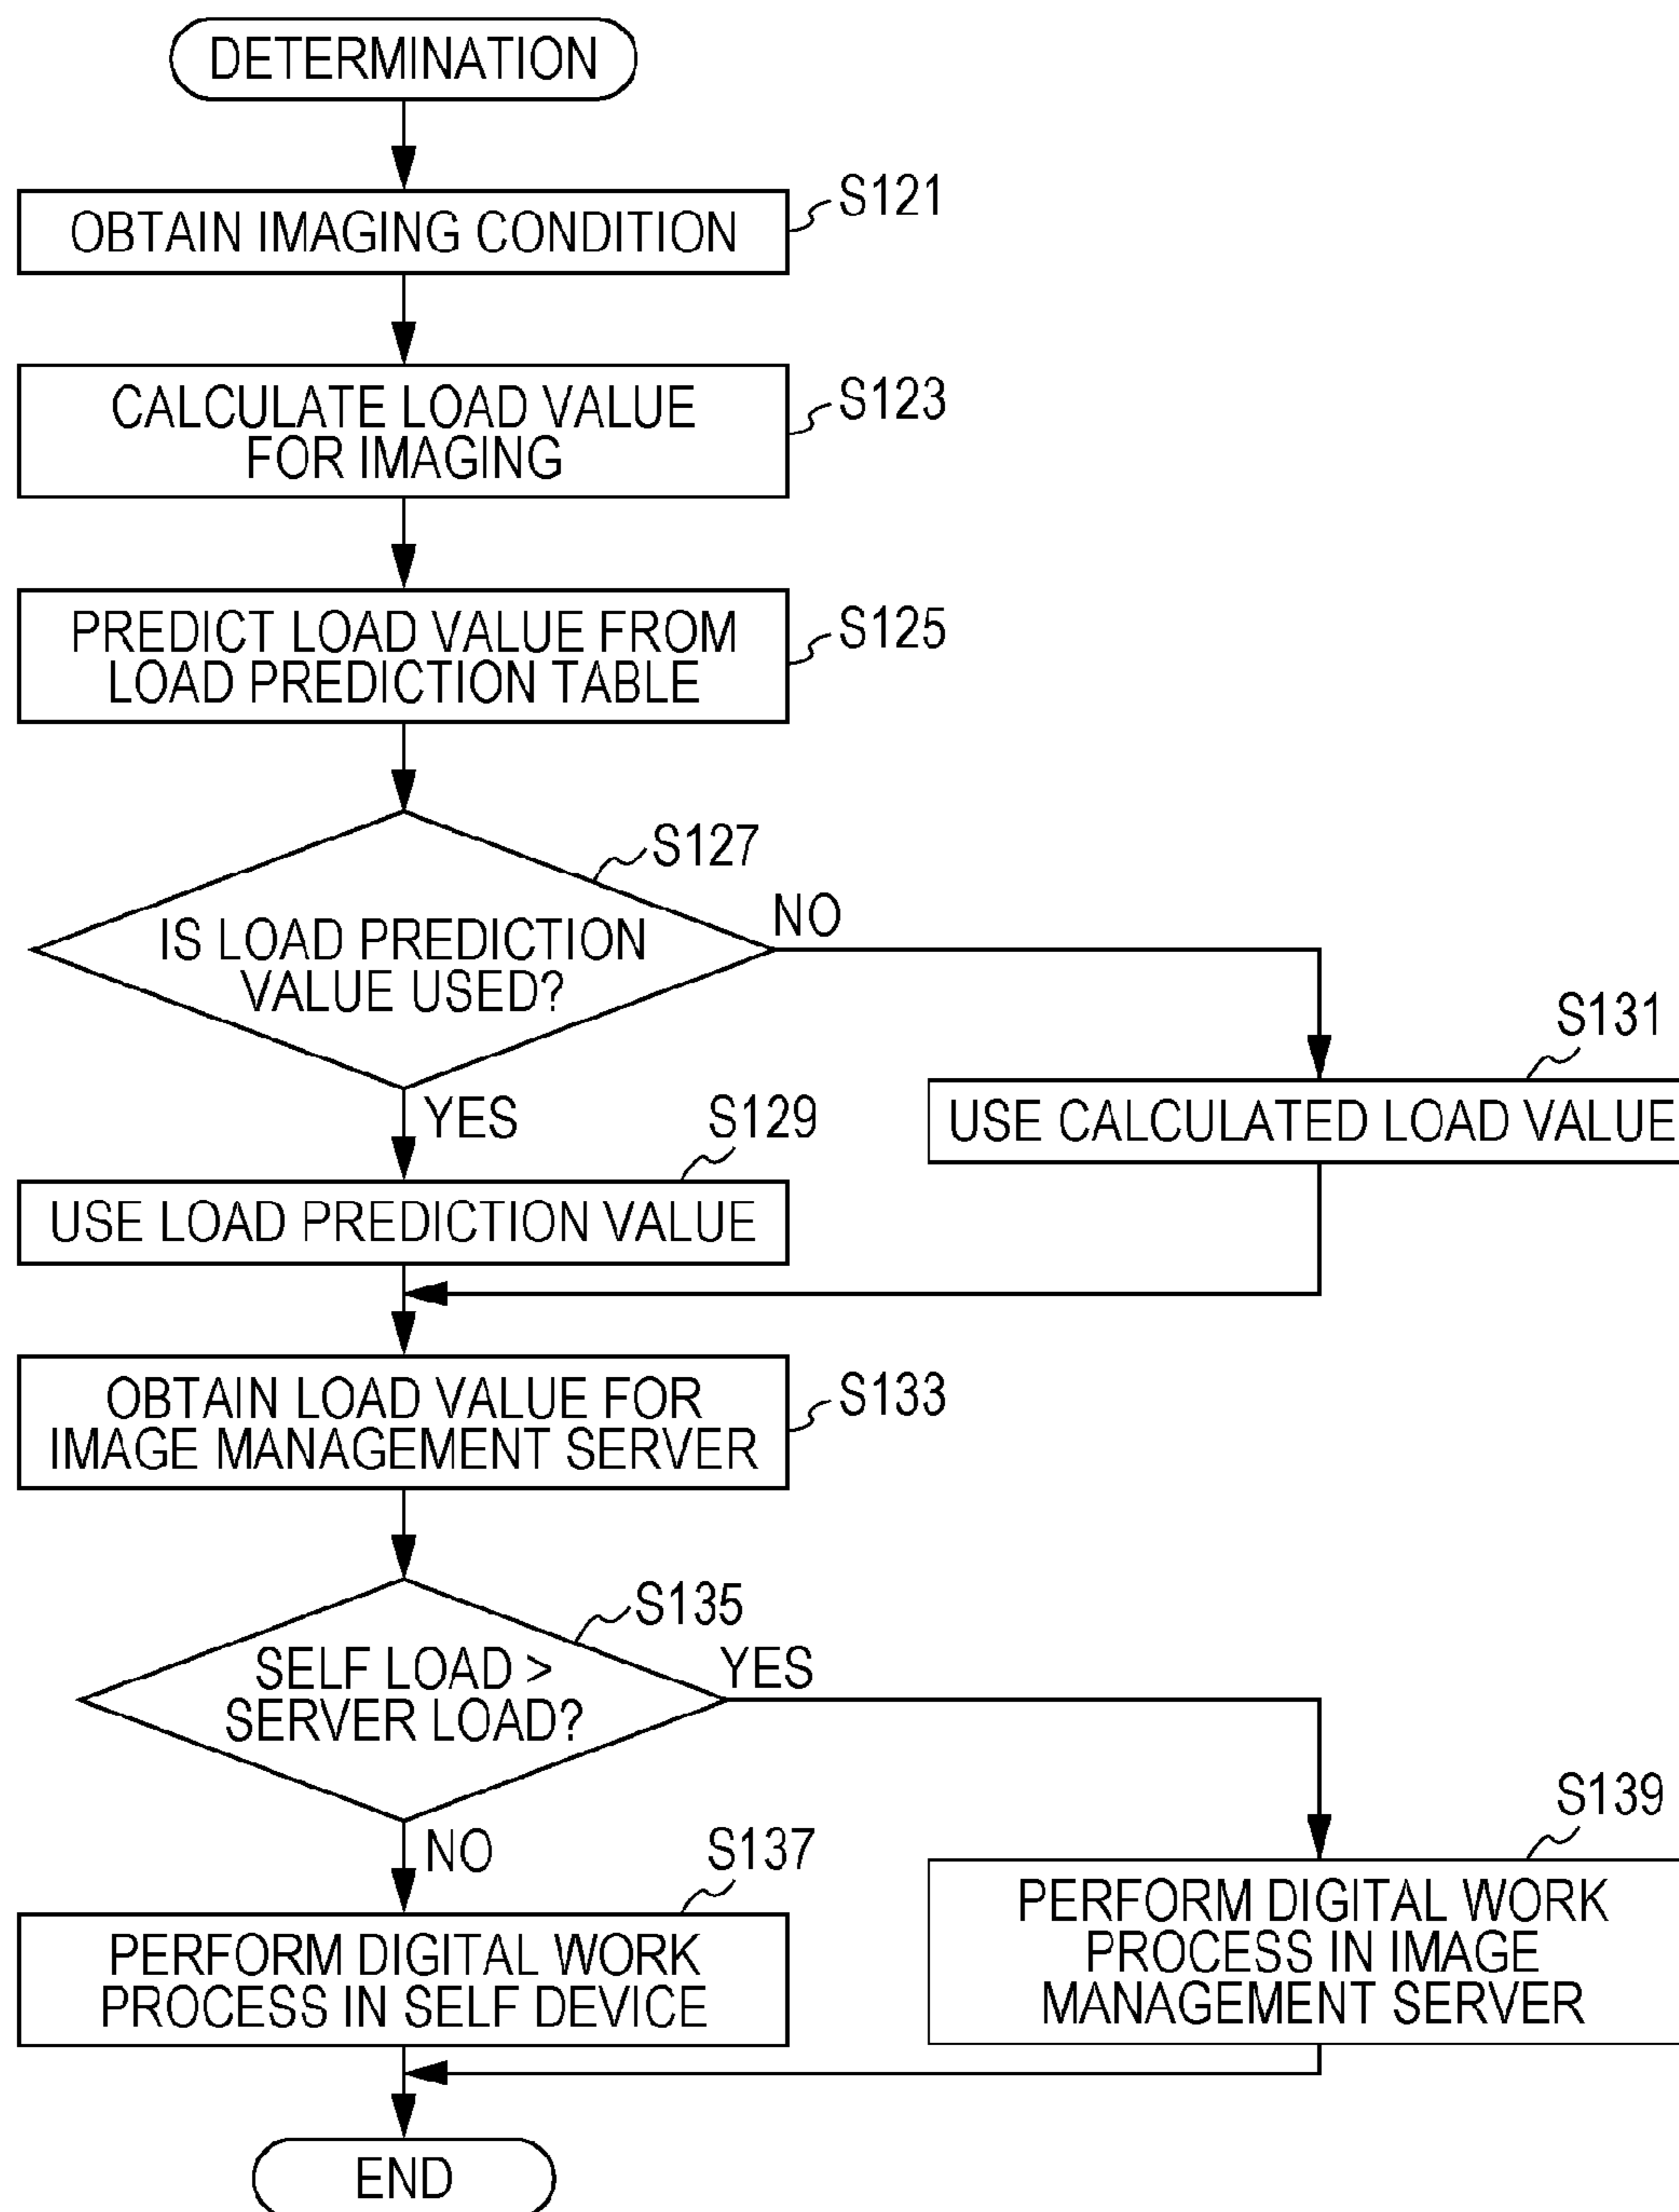 DETERMINATION
OBTAIN IMAGING CONDITION
S121
CALCULATE LOAD VALUE
FOR IMAGING
S123
PREDICT LOAD VALUE FROM
LOAD PREDICTION TABLE
S125
S127
IS LOAD PREDICTION
VALUE USED?
NO
YES
S131
USE CALCULATED LOAD VALUE
S129
USE LOAD PREDICTION VALUE
OBTAIN LOAD VALUE FOR
IMAGE MANAGEMENT SERVER
S133
S135
SELF LOAD >
SERVER LOAD?
YES
NO
S139
PERFORM DIGITAL WORK
PROCESS IN IMAGE
MANAGEMENT SERVER
S137
PERFORM DIGITAL WORK
PROCESS IN SELF DEVICE
END